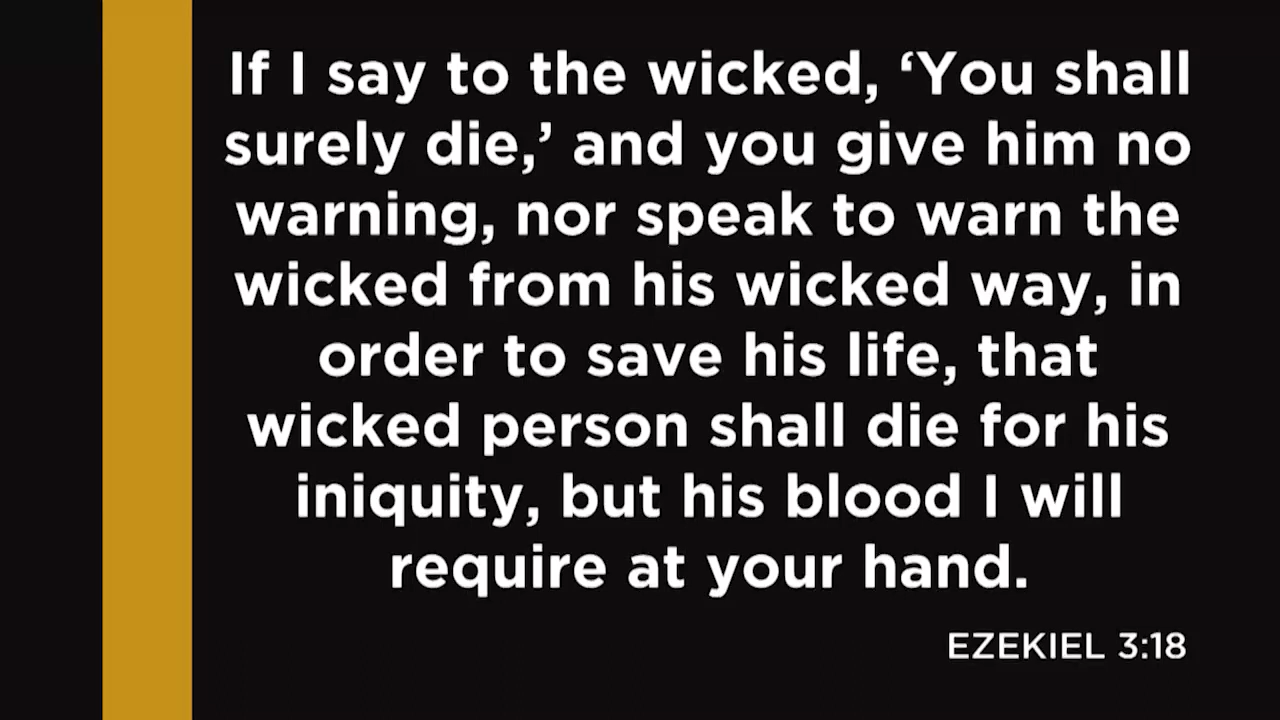 If I say to the wicked, ‘You shall
surely die,’ and you give him no
warning, nor speak to warn the
wicked from his wicked way, in
order to save his life, that
wicked person shall die for his
iniquity, but his blood I will
require at your hand.
EZEKIEL 3:18